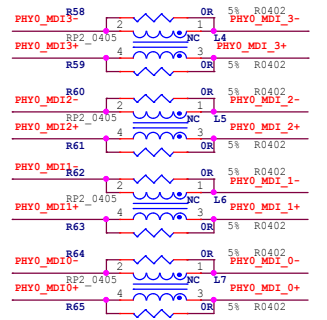 R58 0R 5% R0402
PHY0_MDI3- 2 1 PHY0_MDI_3-
RP2_0405 NC L4
PHY0_MDI3+ 4 3 PHY0_MDI_3+
R59 0R 5% R0402
R60 0R 5% R0402
PHY0_MDI2- 2 1 PHY0_MDI_2-
RP2_0405 NC L5
PHY0_MDI2+ 4 3 PHY0_MDI_2+
R61 0R 5% R0402
PHY0_MDI1-
R62 0R 5% R0402
2 1 PHY0_MDI_1-
RP2_0405 NC L6
PHY0_MDI1+ 4 3 PHY0_MDI_1+
R63 0R 5% R0402
R64 0R 5% R0402
PHY0_MDI0- 2 1 PHY0_MDI_0-
RP2_0405 NC L7
PHY0_MDI0+ 4 3 PHY0_MDI_0+
R65 0R 5% R0402